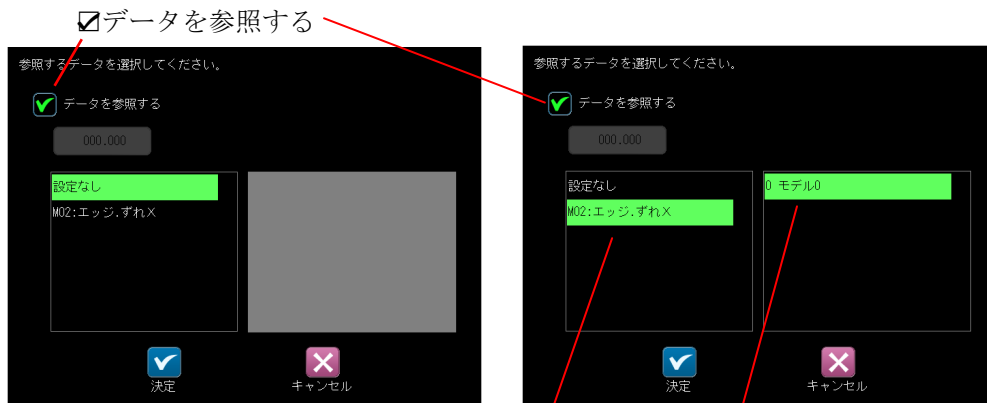 ☑データを参照する
参照するデータを選択してください。
データを参照する
000.000
設定なし
M02:エッジ.ずれX
決定
キャンセル
参照するデータを選択してください。
データを参照する
000.000
設定なし
M02:エッジ.ずれX
0 モデル0
決定
キャンセル